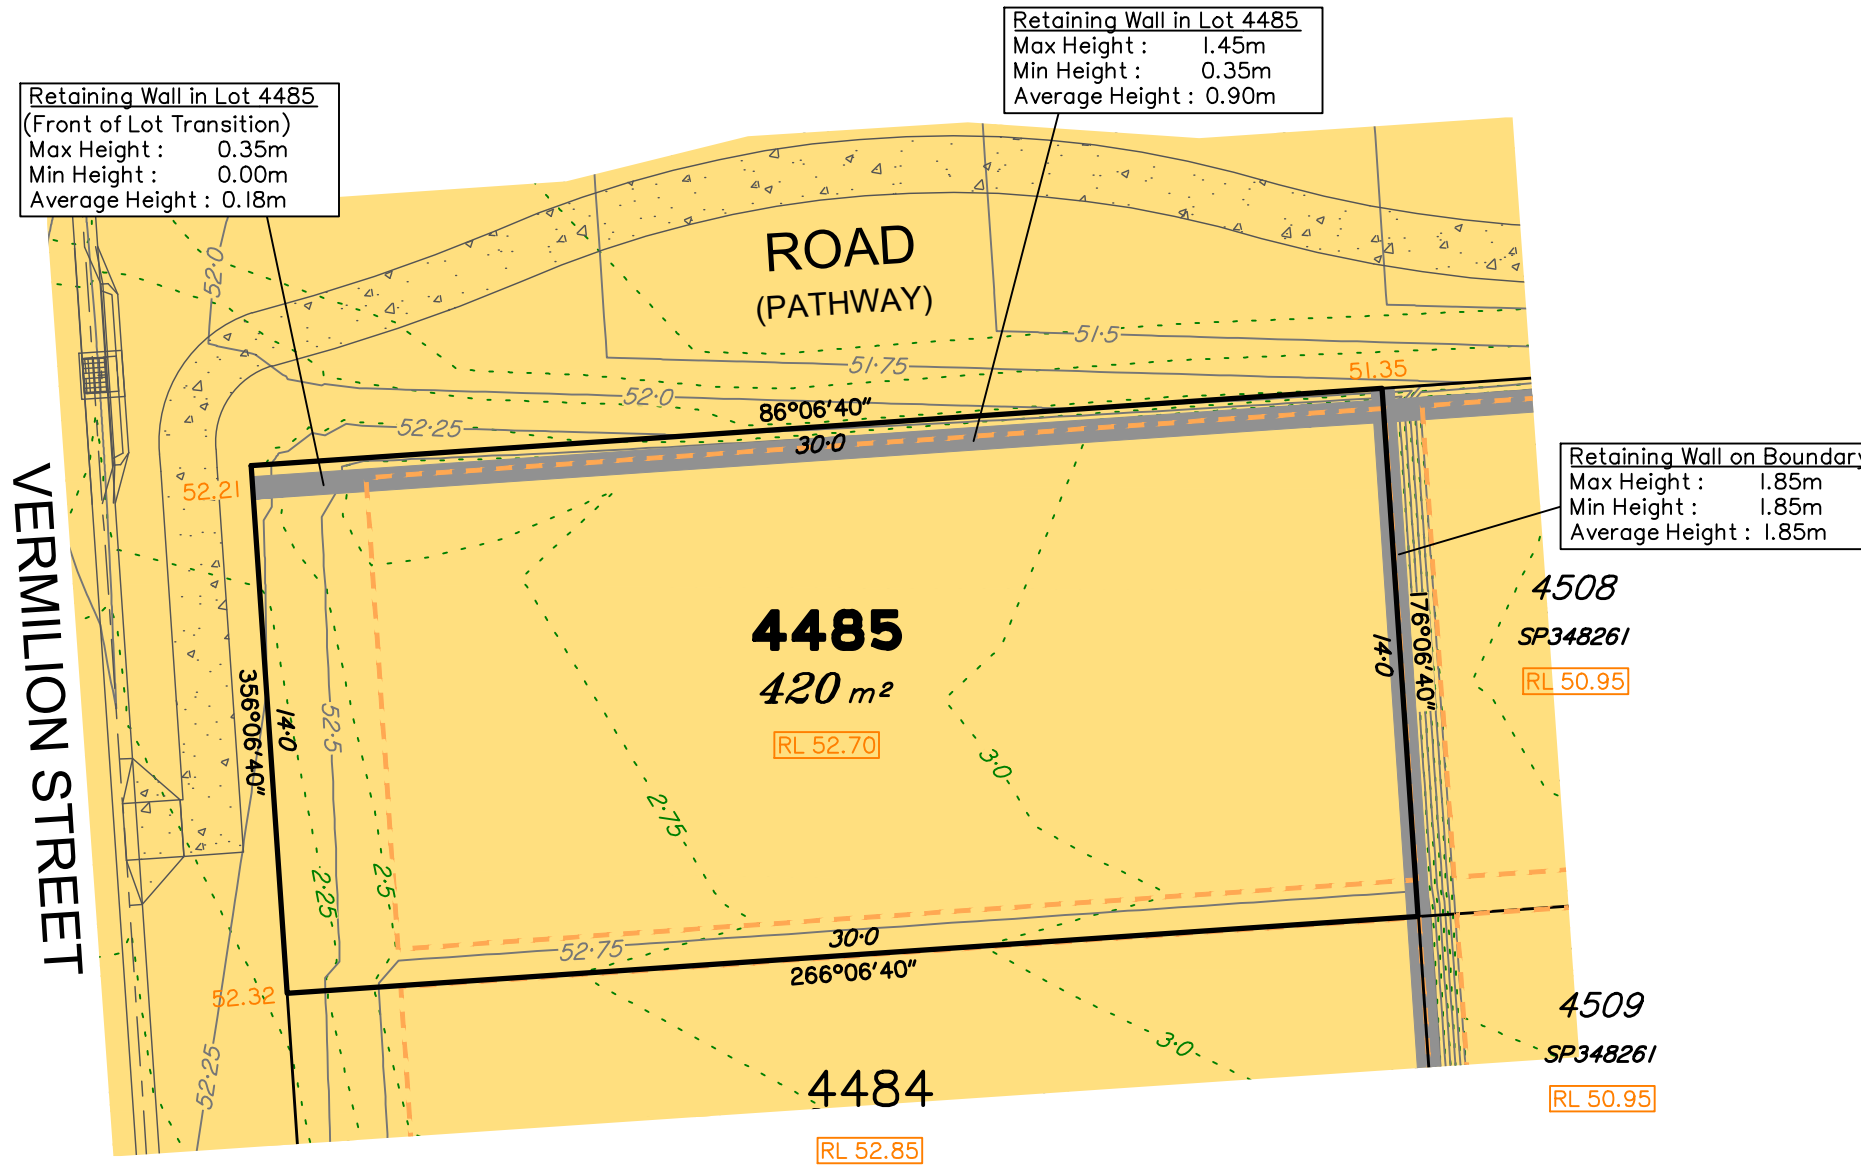 Retaining Wall in Lot 4485
Max Height : 1.45m
Min Height : 0.35m
Average Height : 0.90m
Retaining Wall in Lot 4485
(Front of Lot Transition)
Max Height : 0.35m
Min Height : 0.00m
Average Height : 0.18m
ROAD
(PATHWAY)
52·0
51·5
51·75
51.35
52·0
86°06'40"
52·25
30·0
52.21
Retaining Wall on Boundary
Max Height : 1.85m
Min Height : 1.85m
Average Height : 1.85m
VERMILION STREET
4485
420 m²
RL 52.70
356°06'40"
14·0
52·5
14·0
176°06'40"
4508
SP348261
RL 50.95
3·0
2·75
2·5
2·25
30·0
52·75
266°06'40"
52.32
52·25
3·0
4509
SP348261
RL 50.95
4484
RL 52.85